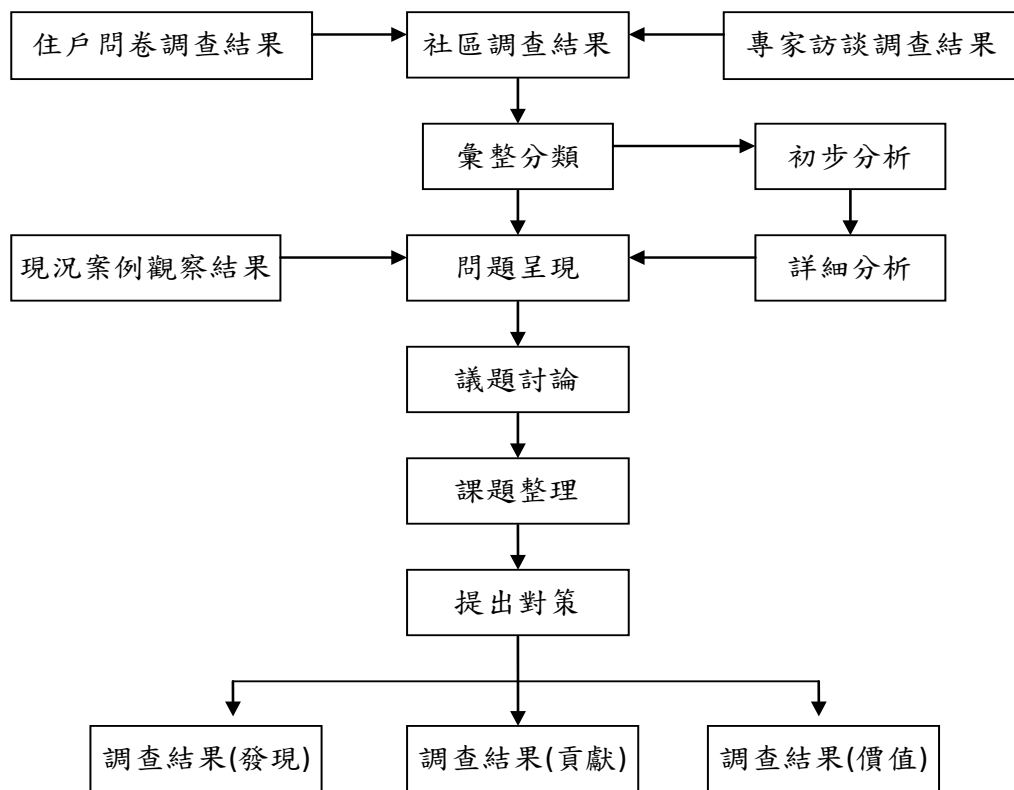 住戶問卷調查結果
社區調查結果
專家訪談調查結果
彙整分類
初步分析
現況案例觀察結果
問題呈現
詳細分析
議題討論
課題整理
提出對策
調查結果(發現)
調查結果(貢獻)
調查結果(價值)